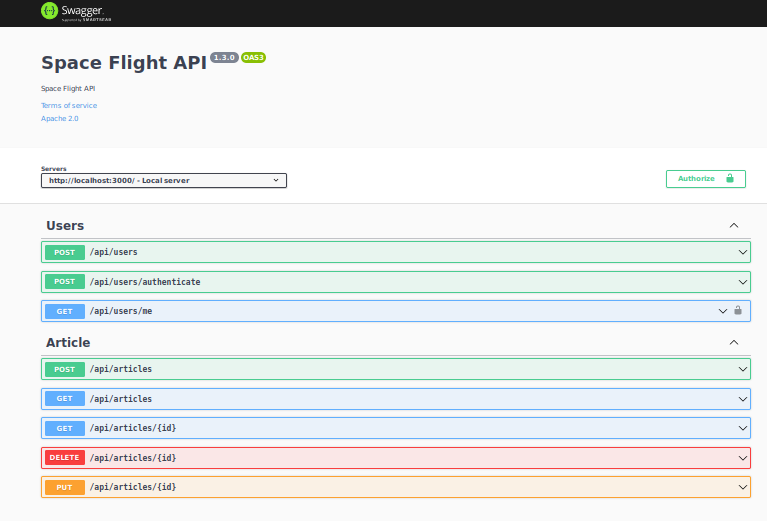 Swagger.
Supported by SMARTBEAR
Space Flight API 1.3.0 OAS3
Space Flight API
Terms of service
Apache 2.0
Servers
http://localhost:3000/ - Local server
Authorize
Users
POST /api/users
POST /api/users/authenticate
GET /api/users/me
Article
POST /api/articles
GET /api/articles
GET /api/articles/{id}
DELETE /api/articles/{id}
PUT /api/articles/{id}